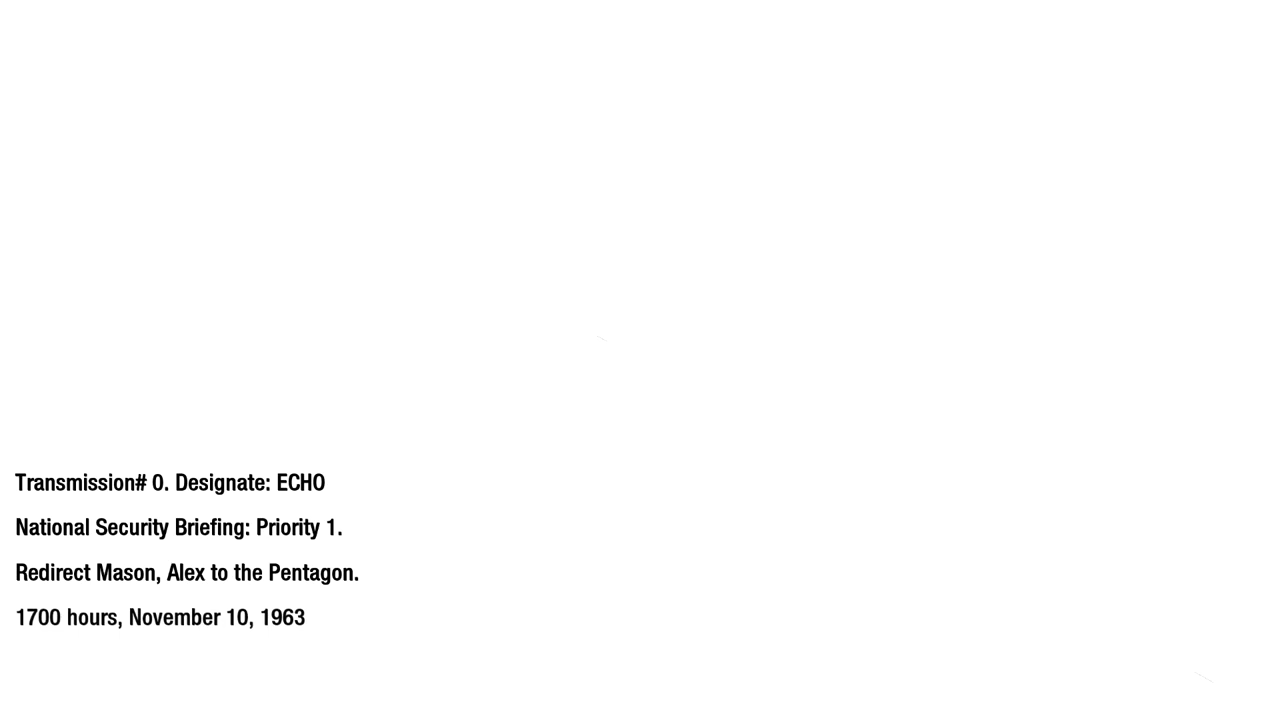 Transmission# 0. Designate: ECHO
National Security Briefing: Priority 1.
Redirect Mason, Alex to the Pentagon.
1700 hours, November 10, 1963